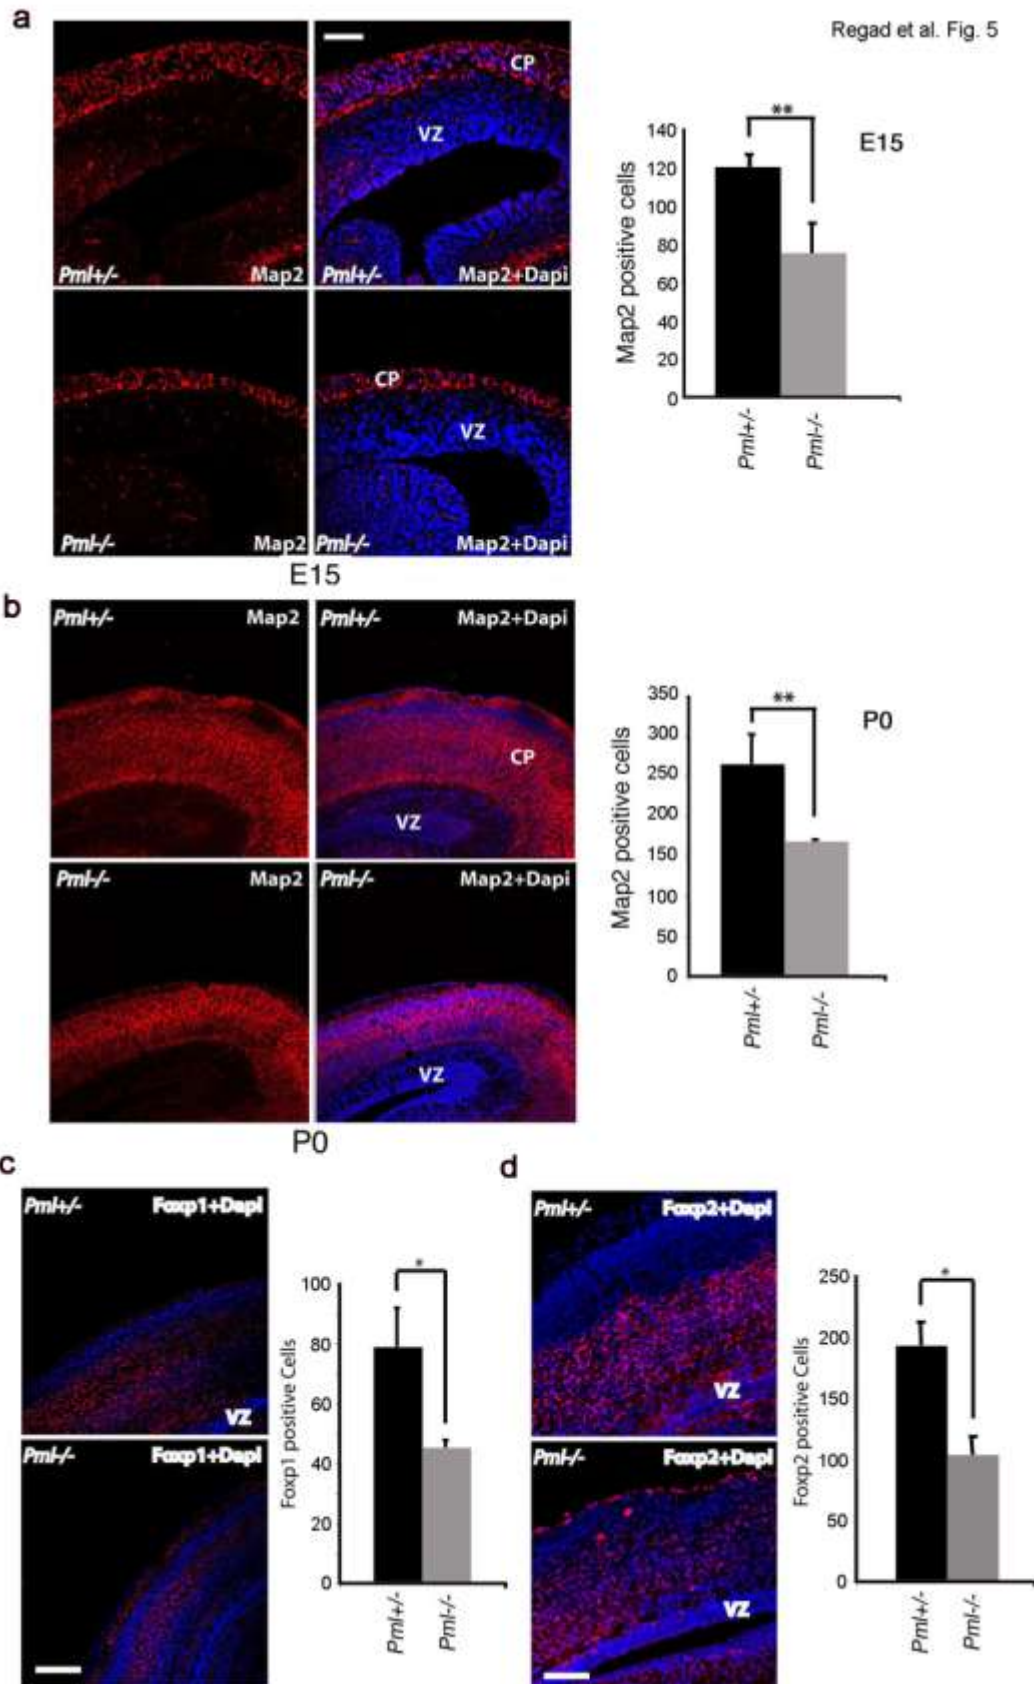 a
Regad et al. Fig. 5
CP
VZ
Pml+/- Map2 Pml+/- Map2+Dapi
CP
VZ
Pml-/- Map2 Pml-/- Map2+Dapi
E15
**
E15
Map2 positive cells
140
120
100
80
60
40
20
0
Pml+/-
Pml-/-
b
Pml+/- Map2 Pml+/- Map2+Dapi
CP
VZ
Pml-/- Map2 Pml-/- Map2+Dapi
VZ
P0
**
P0
Map2 positive cells
350
300
250
200
150
100
50
0
Pml+/-
Pml-/-
c
Pml+/- Foxp1+Dapi
VZ
Pml-/- Foxp1+Dapi
*
Foxp1 positive Cells
100
80
60
40
20
0
Pml+/-
Pml-/-
d
Pml+/- Foxp2+Dapi
VZ
Pml-/- Foxp2+Dapi
VZ
*
Foxp2 positive Cells
250
200
150
100
50
0
Pml+/-
Pml-/-